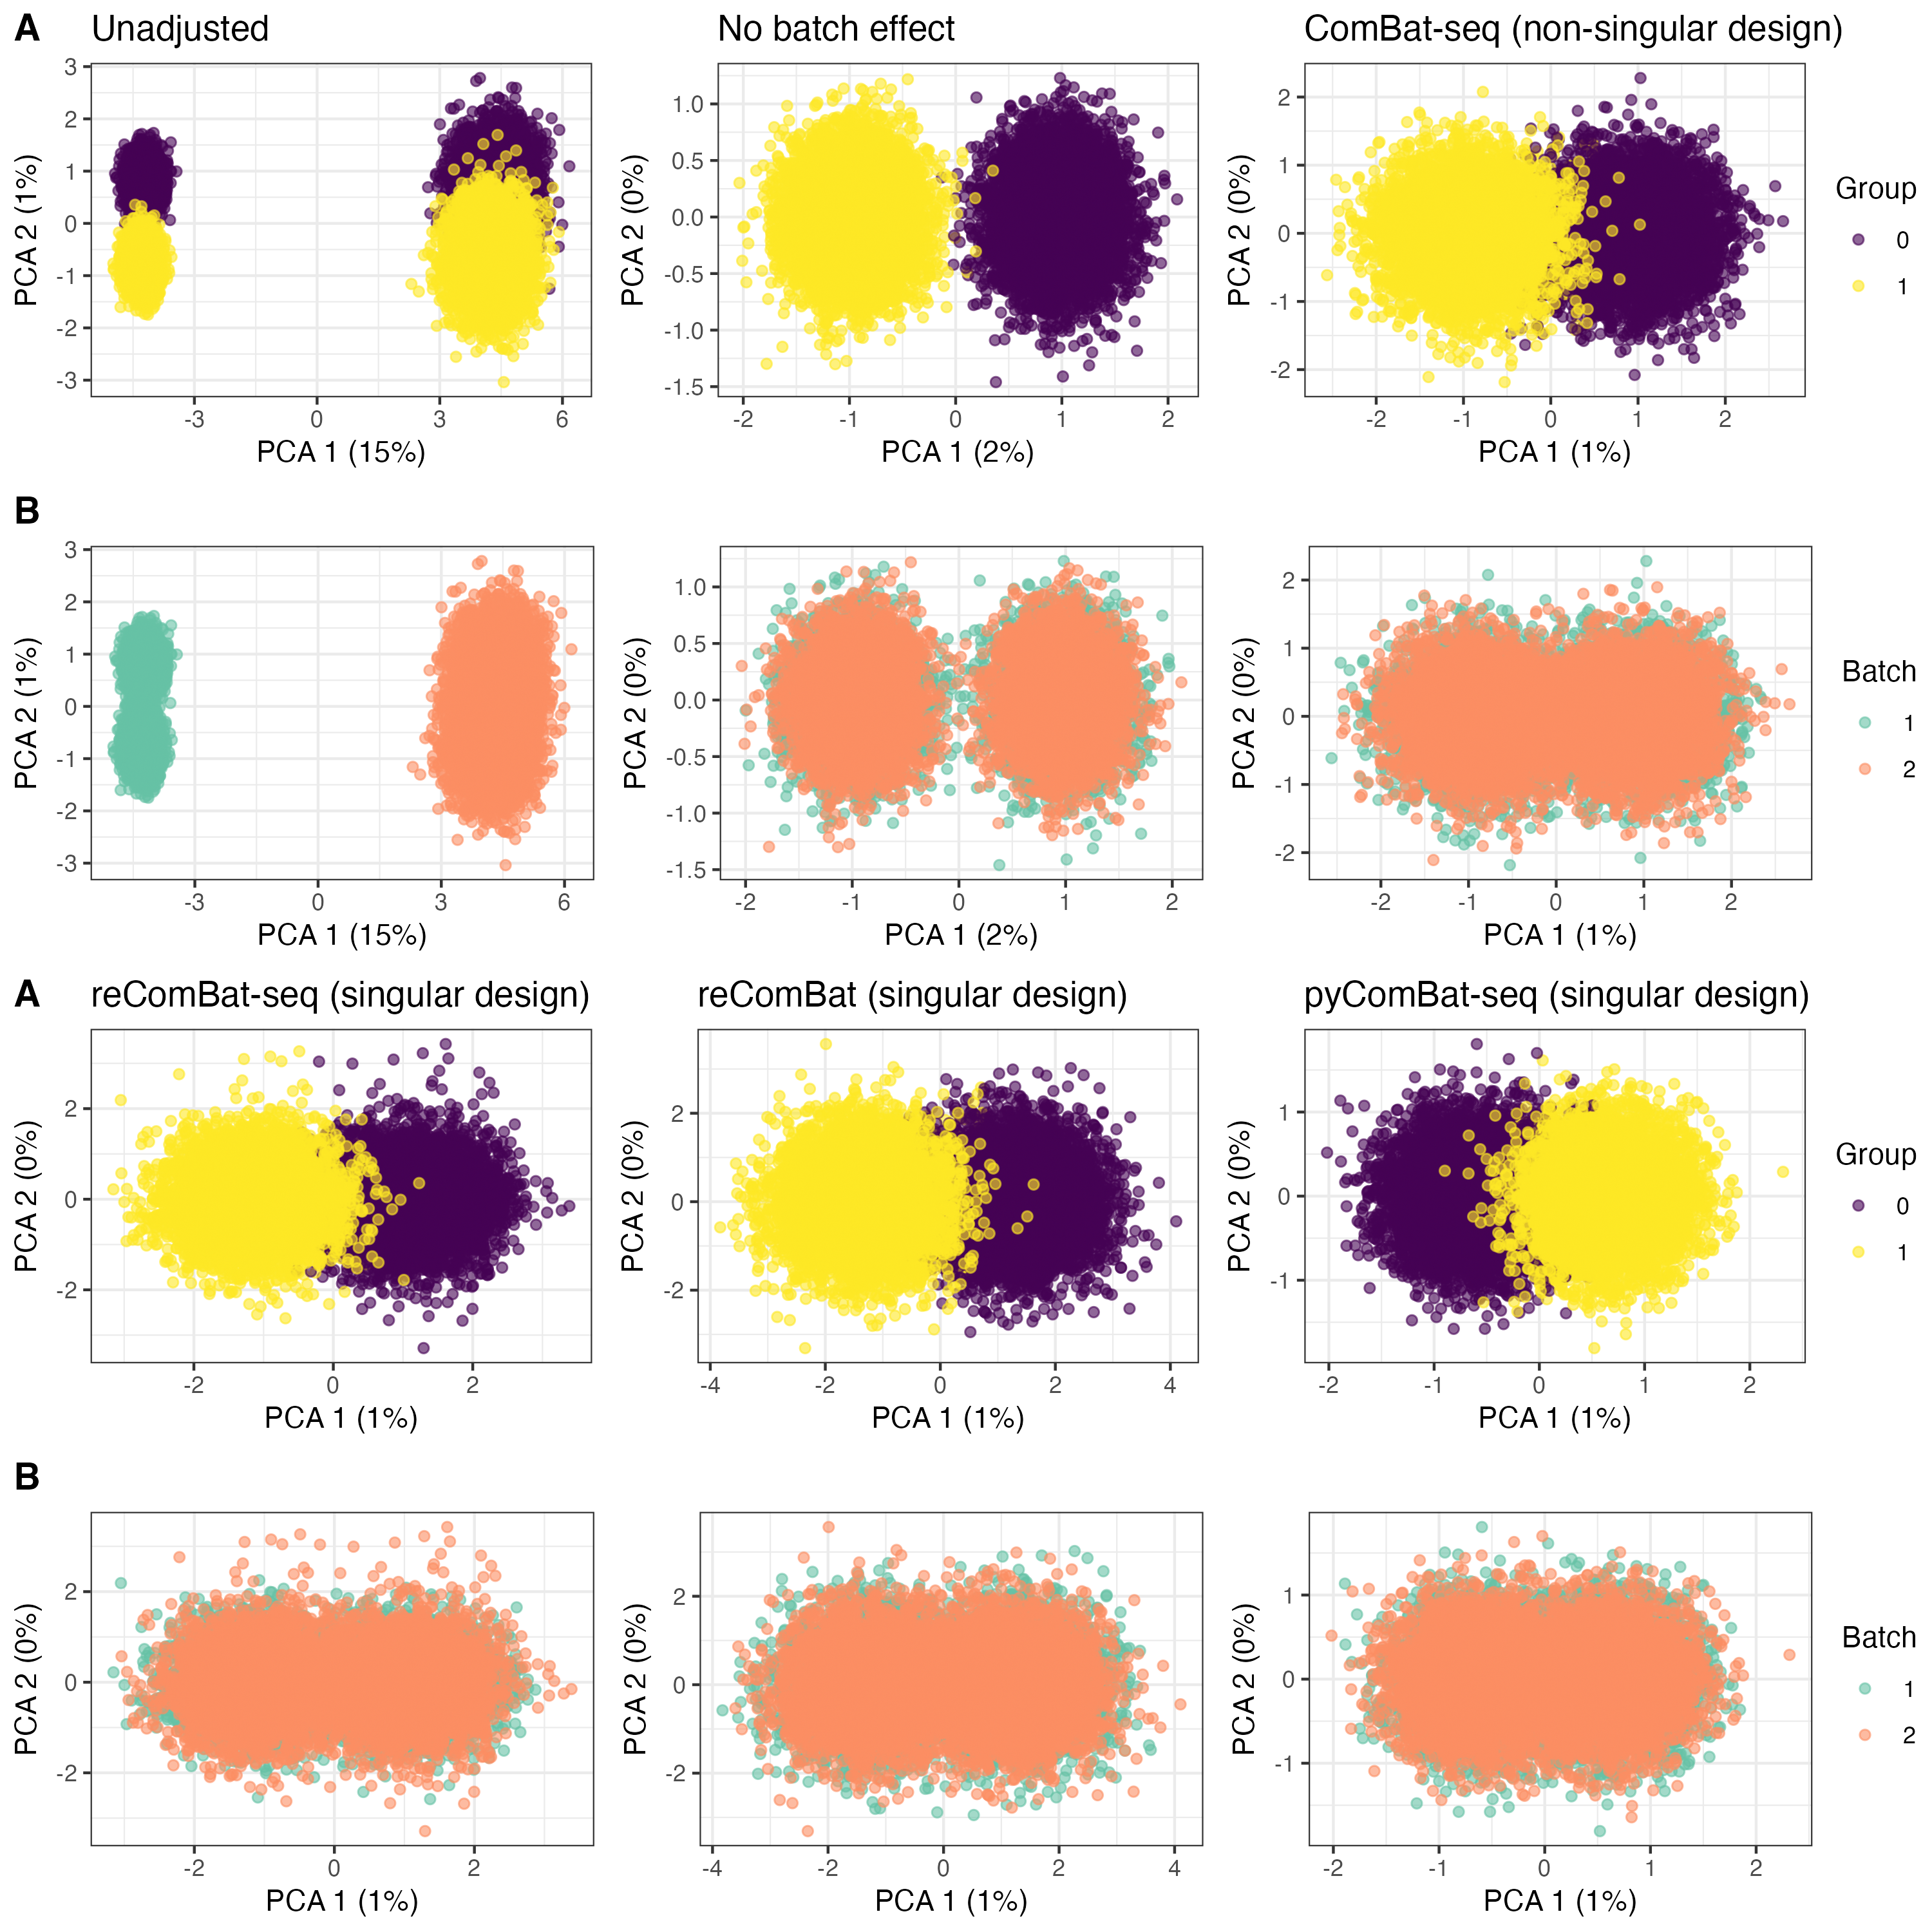 A Unadjusted No batch effect ComBat-seq (non-singular design)
PCA 2 (1%) 3 2 1 0 -1 -2 -3
-3 0 3 6
PCA 1 (15%)
PCA 2 (0%) 1.0 0.5 0.0 -0.5 -1.0 -1.5
-2 -1 0 1 2
PCA 1 (2%)
PCA 2 (0%) 2 1 0 -1 -2
-2 -1 0 1 2
PCA 1 (1%)
Group
0
1
B
PCA 2 (1%) 3 2 1 0 -1 -2 -3
-3 0 3 6
PCA 1 (15%)
PCA 2 (0%) 1.0 0.5 0.0 -0.5 -1.0 -1.5
-2 -1 0 1 2
PCA 1 (2%)
PCA 2 (0%) 2 1 0 -1 -2
-2 -1 0 1 2
PCA 1 (1%)
Batch
1
2
A reComBat-seq (singular design) reComBat (singular design) pyComBat-seq (singular design)
PCA 2 (0%) 2 0 -2
-2 0 2
PCA 1 (1%)
PCA 2 (0%) 2 0 -2
-4 -2 0 2 4
PCA 1 (1%)
PCA 2 (0%) 1 0 -1
-2 -1 0 1 2
PCA 1 (1%)
Group
0
1
B
PCA 2 (0%) 2 0 -2
-2 0 2
PCA 1 (1%)
PCA 2 (0%) 2 0 -2
-4 -2 0 2 4
PCA 1 (1%)
PCA 2 (0%) 1 0 -1
-2 -1 0 1 2
PCA 1 (1%)
Batch
1
2